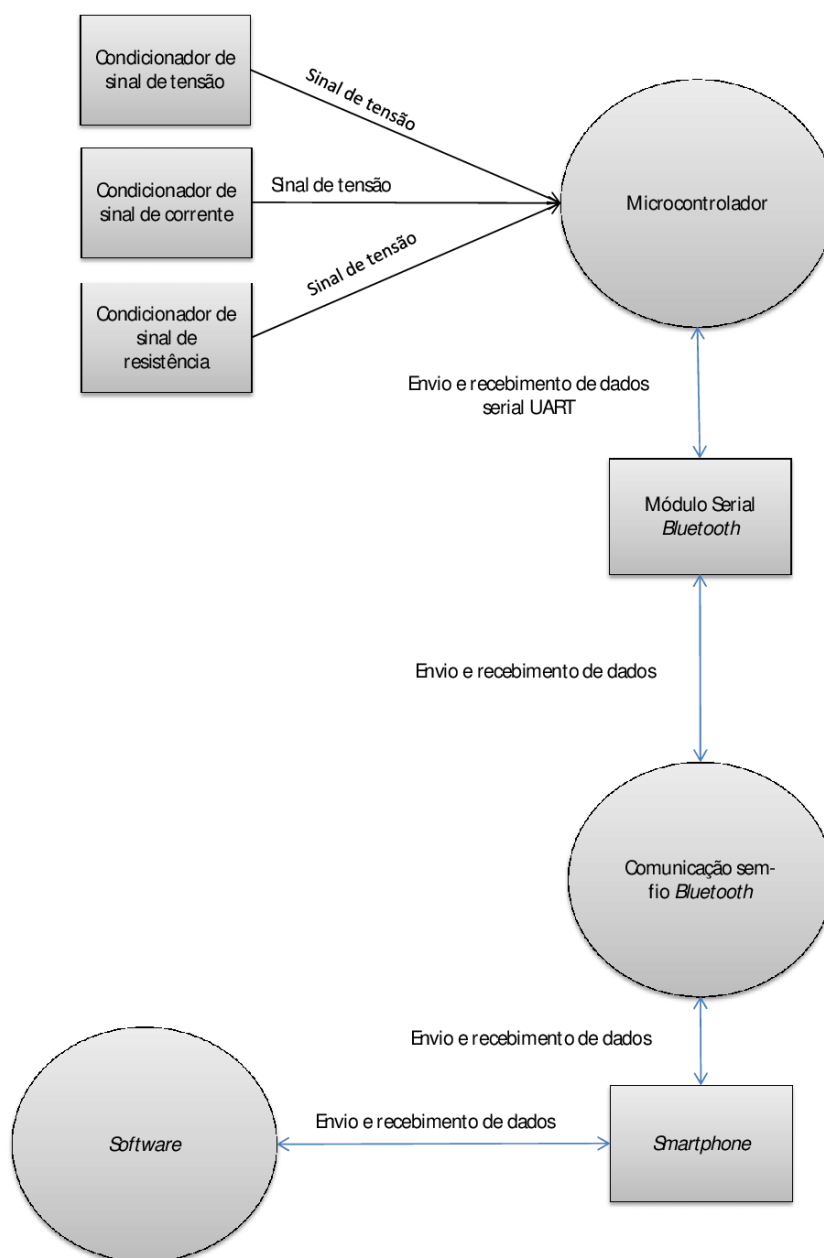 Condicionador de
sinal de tensão
Sinal de tensão
Condicionador de
sinal de corrente
Sinal de tensão
Microcontrolador
Condicionador de
sinal de
resistência
Sinal de tensão
Envio e recebimento de dados
serial UART
Módulo Serial
Bluetooth
Envio e recebimento de dados
Comunicação sem-
fio Bluetooth
Envio e recebimento de dados
Envio e recebimento de dados
Software
Smartphone